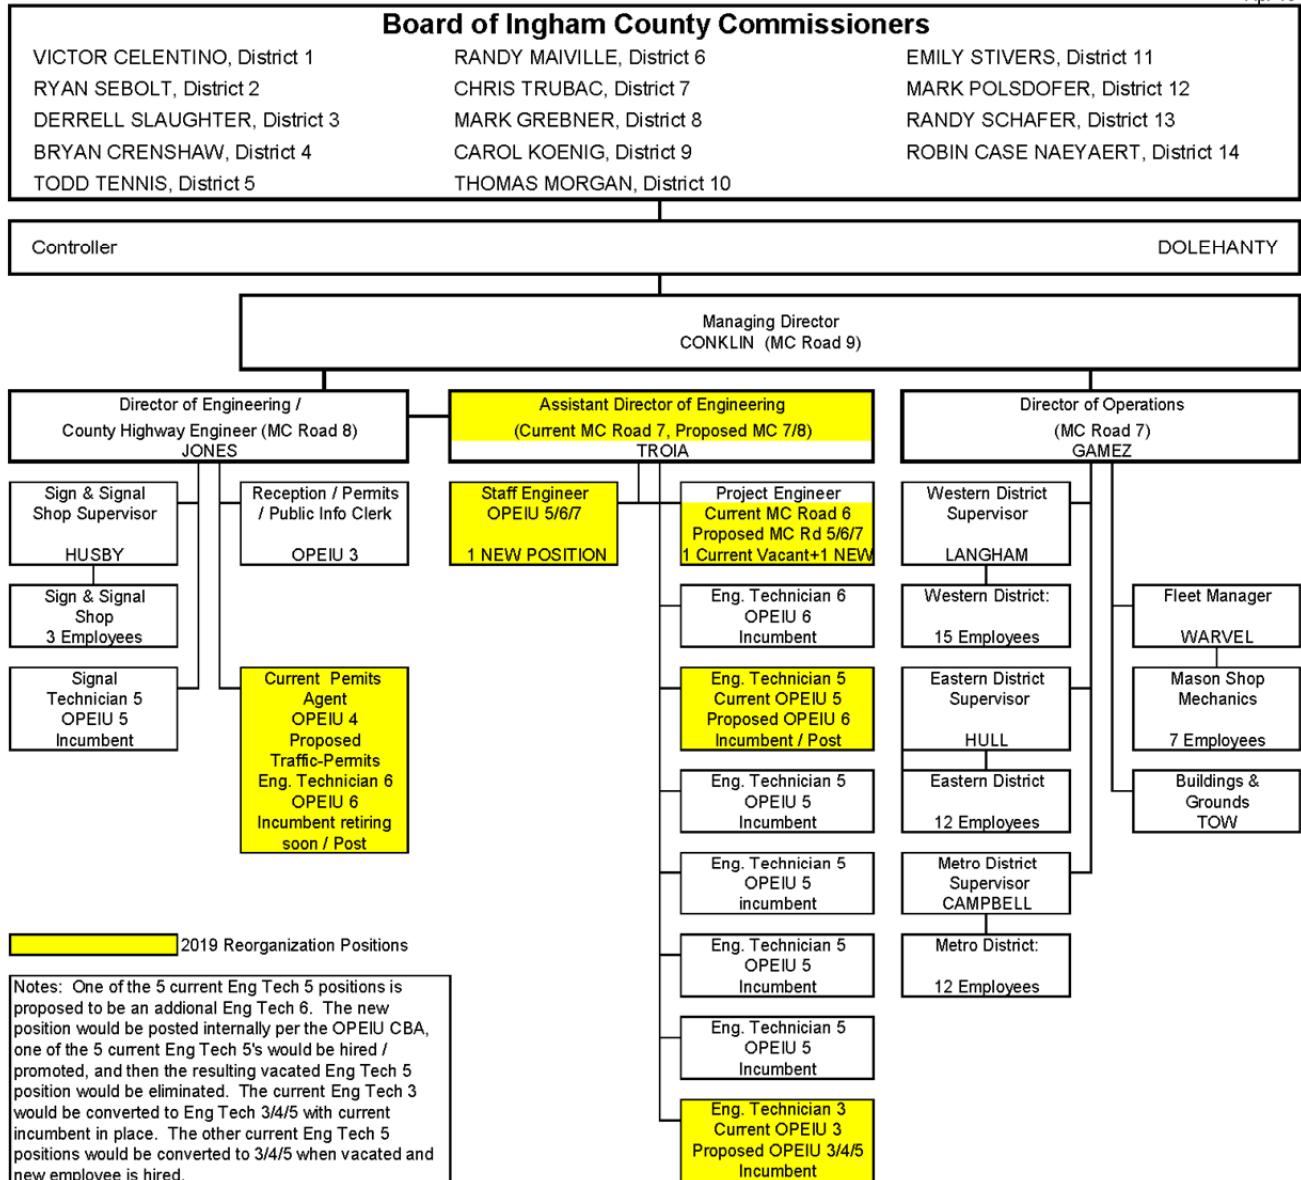 Board of Ingham County Commissioners
VICTOR CELENTINO, District 1
RANDY MAIVILLE, District 6
EMILY STIVERS, District 11
RYAN SEBOLT, District 2
CHRIS TRUBAC, District 7
MARK POLSDOFER, District 12
DERRELL SLAUGHTER, District 3
MARK GREBNER, District 8
RANDY SCHAFER, District 13
BRYAN CRENSHAW, District 4
CAROL KOENIG, District 9
ROBIN CASE NAEYAERT, District 14
TODD TENNIS, District 5
THOMAS MORGAN, District 10
Controller
DOLEHANTY
Managing Director
CONKLIN (MC Road 9)
Director of Engineering /
County Highway Engineer (MC Road 8)
JONES
Assistant Director of Engineering
(Current MC Road 7, Proposed MC 7/8)
TROIA
Director of Operations
(MC Road 7)
GAMEZ
Sign & Signal
Shop Supervisor
HUSBY
Reception / Permits
/ Public Info Clerk
OPEIU 3
Staff Engineer
OPEIU 5/6/7
1 NEW POSITION
Project Engineer
Current MC Road 6
Proposed MC Rd 5/6/7
1 Current Vacant+1 NEW
Western District
Supervisor
LANGHAM
Sign & Signal
Shop
3 Employees
Eng. Technician 6
OPEIU 6
Incumbent
Western District:
15 Employees
Fleet Manager
WARVEL
Signal
Technician 5
OPEIU 5
Incumbent
Current Permits
Agent
OPEIU 4
Proposed
Traffic-Permits
Eng. Technician 6
OPEIU 6
Incumbent retiring
soon / Post
Eng. Technician 5
Current OPEIU 5
Proposed OPEIU 6
Incumbent / Post
Eastern District
Supervisor
HULL
Mason Shop
Mechanics
7 Employees
Eng. Technician 5
OPEIU 5
Incumbent
Eastern District
12 Employees
Buildings &
Grounds
TOW
Eng. Technician 5
OPEIU 5
incumbent
Metro District
Supervisor
CAMPBELL
Eng. Technician 5
OPEIU 5
Incumbent
Metro District:
12 Employees
Eng. Technician 5
OPEIU 5
Incumbent
Eng. Technician 3
Current OPEIU 3
Proposed OPEIU 3/4/5
Incumbent
2019 Reorganization Positions
Notes: One of the 5 current Eng Tech 5 positions is
proposed to be an addional Eng Tech 6. The new
position would be posted internally per the OPEIU CBA,
one of the 5 current Eng Tech 5's would be hired /
promoted, and then the resulting vacated Eng Tech 5
position would be eliminated. The current Eng Tech 3
would be converted to Eng Tech 3/4/5 with current
incumbent in place. The other current Eng Tech 5
positions would be converted to 3/4/5 when vacated and
new employee is hired.